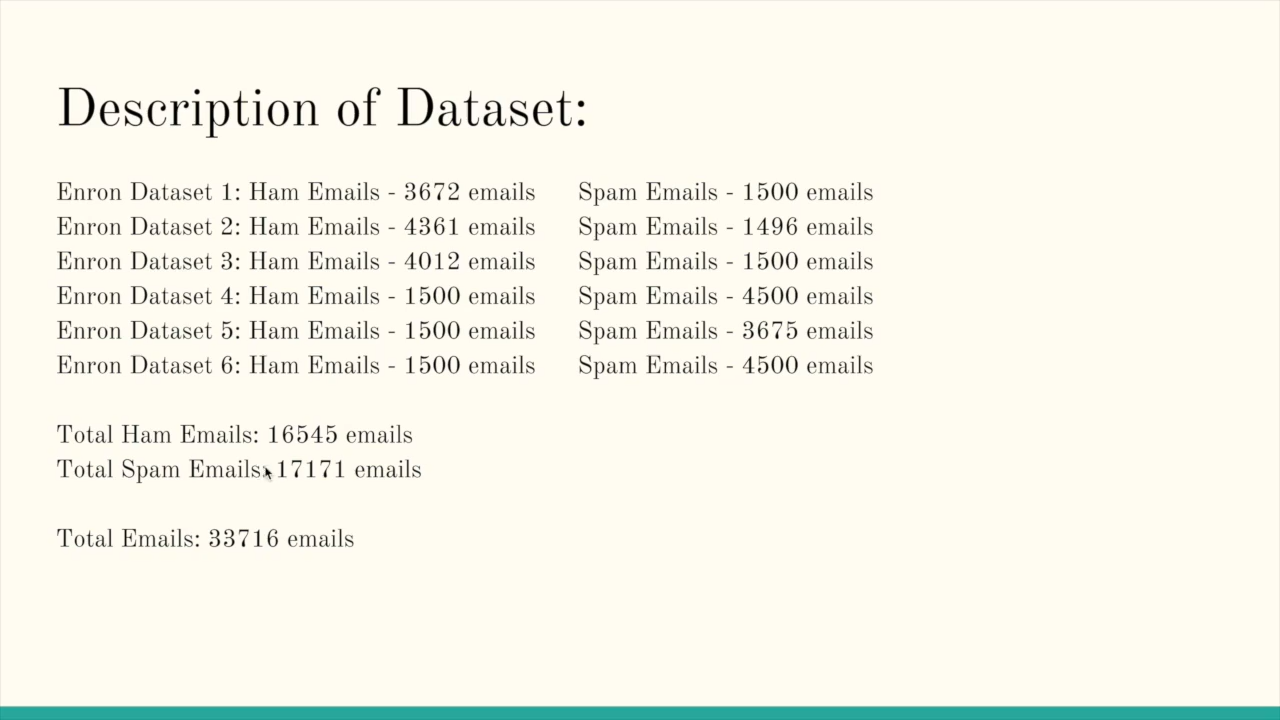 Description of Dataset:
Enron Dataset 1: Ham Emails - 3672 emails Spam Emails - 1500 emails
Enron Dataset 2: Ham Emails - 4361 emails Spam Emails - 1496 emails
Enron Dataset 3: Ham Emails - 4012 emails Spam Emails - 1500 emails
Enron Dataset 4: Ham Emails - 1500 emails Spam Emails - 4500 emails
Enron Dataset 5: Ham Emails - 1500 emails Spam Emails - 3675 emails
Enron Dataset 6: Ham Emails - 1500 emails Spam Emails - 4500 emails
Total Ham Emails: 16545 emails
Total Spam Emails: 17171 emails
Total Emails: 33716 emails